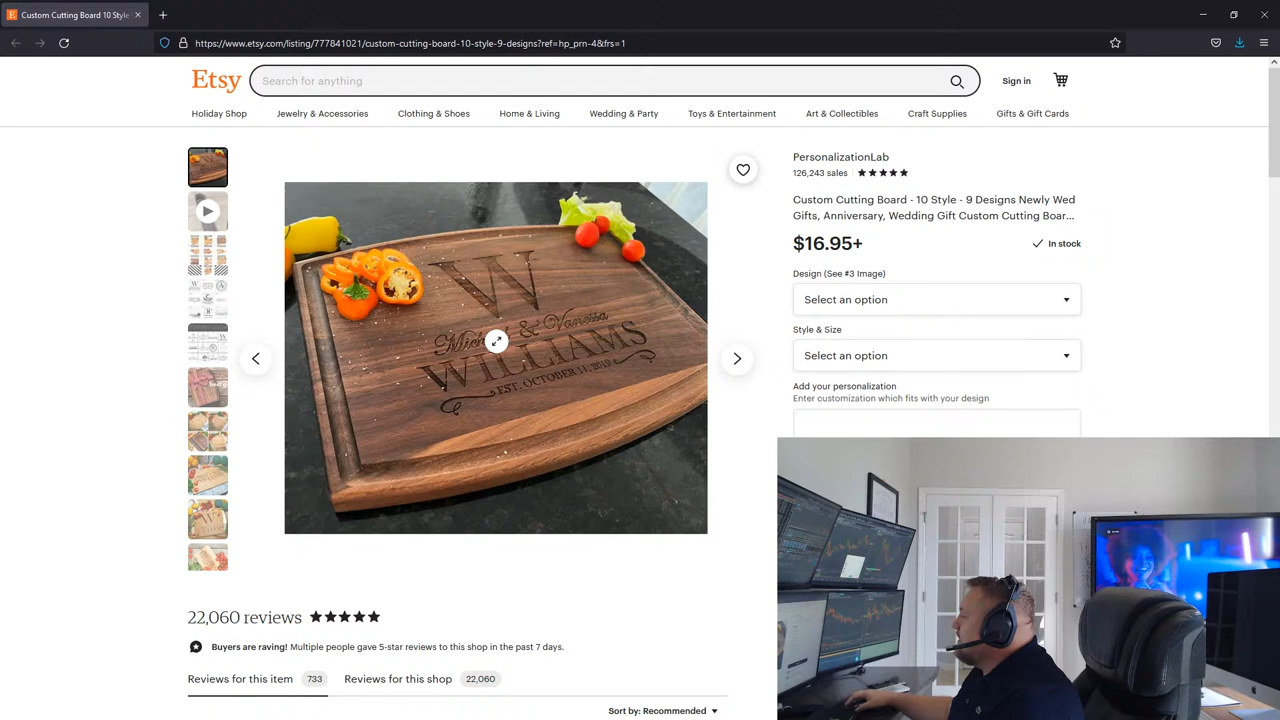 Custom Cutting Board 10 Style
https://www.etsy.com/listing/777841021/custom-cutting-board-10-style-9-designs?ref=hp_prn-4&frs=1
Etsy
Search for anything
Sign in
Holiday Shop
Jewelry & Accessories
Clothing & Shoes
Home & Living
Wedding & Party
Toys & Entertainment
Art & Collectibles
Craft Supplies
Gifts & Gift Cards
PersonalizationLab
126,243 sales
Custom Cutting Board - 10 Style - 9 Designs Newly Wed
Gifts, Anniversary, Wedding Gift Custom Cutting Boar...
$16.95+
In stock
Design (See #3 Image)
Select an option
Style & Size
Select an option
Add your personalization
Enter customization which fits with your design
W
& Vanessa
WILLIAMS
EST. OCTOBER 11, 2019
22,060 reviews
Buyers are raving! Multiple people gave 5-star reviews to this shop in the past 7 days.
Reviews for this item 733
Reviews for this shop 22,060
Sort by: Recommended